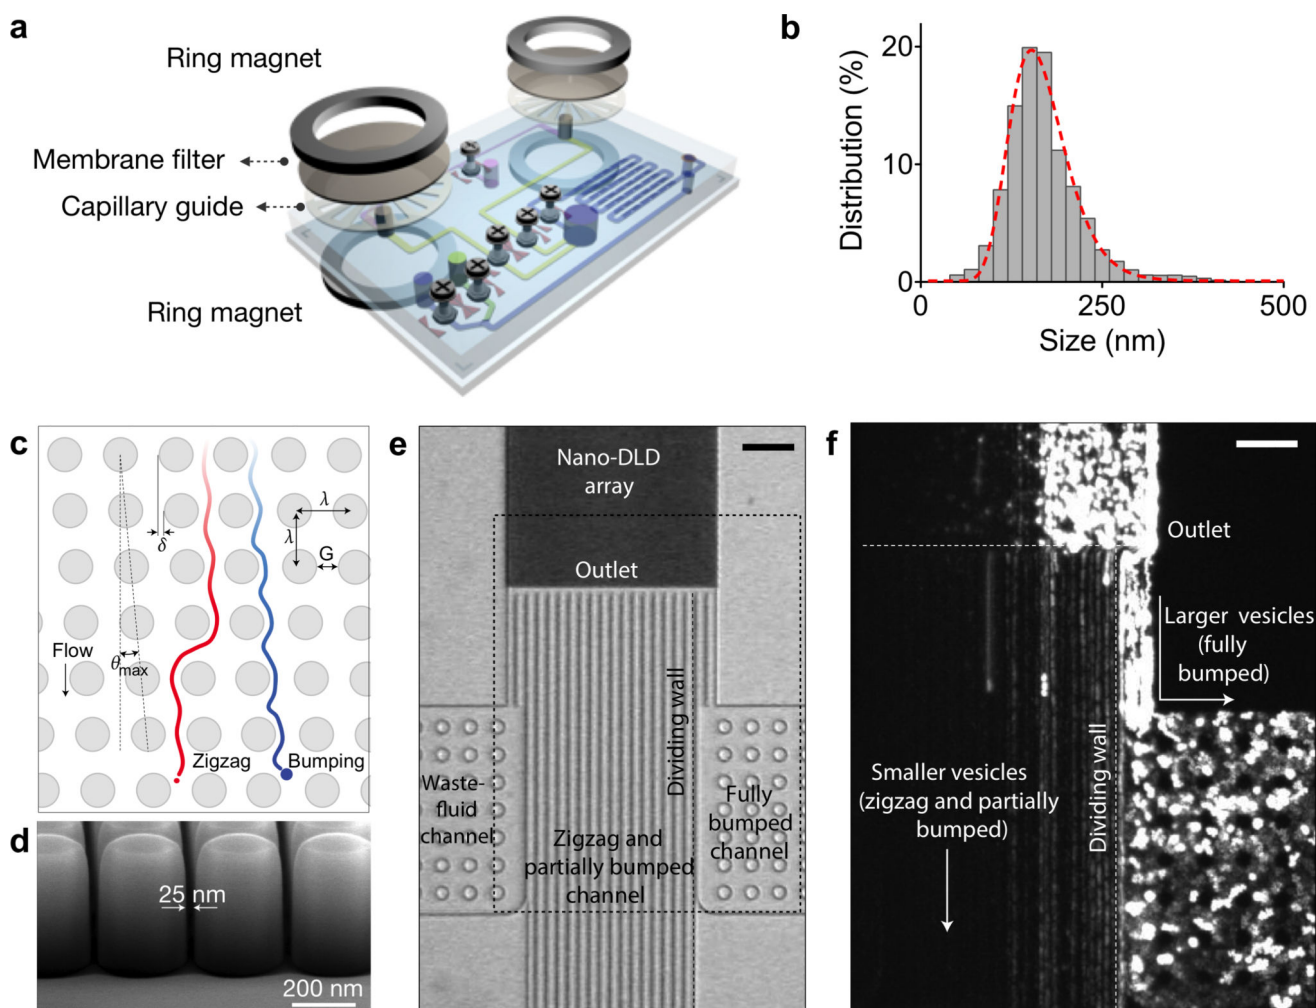 a
Ring magnet
Membrane filter
Capillary guide
Ring magnet
b
20
10
0
Distribution (%)
0
250
500
Size (nm)
c
λ
λ
δ
G
Flow
θmax
Zigzag
Bumping
d
25 nm
200 nm
e
Nano-DLD
array
Outlet
Dividing wall
Waste-
fluid
channel
Zigzag and
partially bumped
channel
Fully
bumped
channel
f
Outlet
Larger vesicles
(fully
bumped)
Dividing wall
Smaller vesicles
(zigzag and partially
bumped)